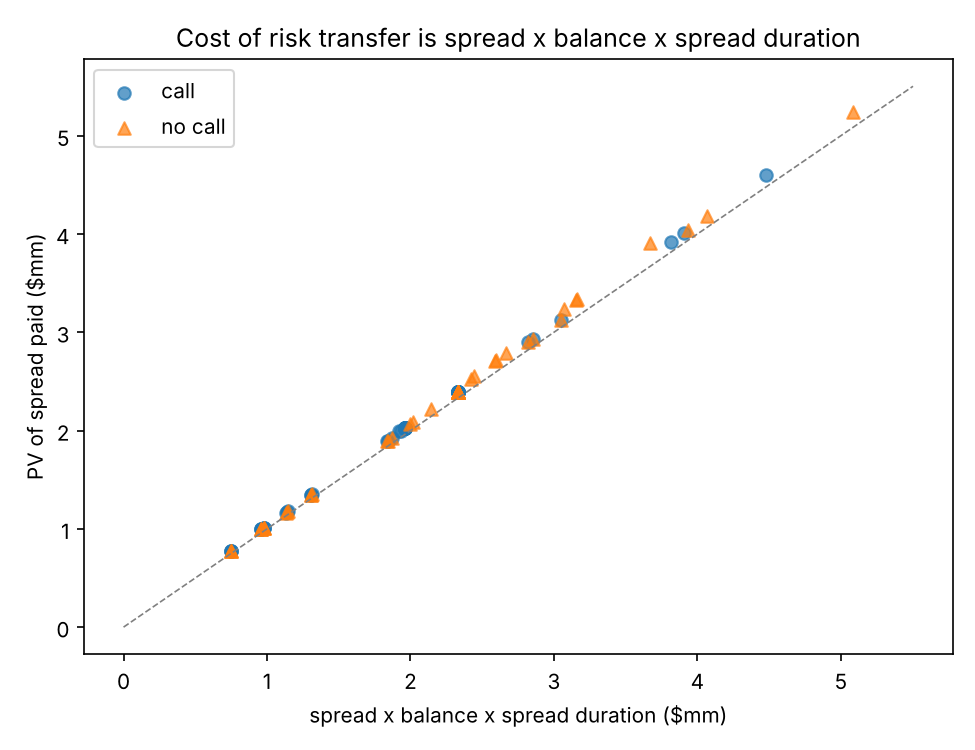 Cost of risk transfer is spread x balance x spread duration
call
no call
PV of spread paid ($mm)
5
4
3
2
1
0
0 1 2 3 4 5
spread x balance x spread duration ($mm)